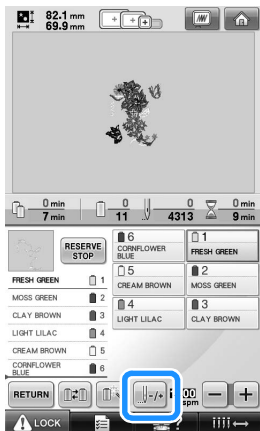 82.1 mm
69.9 mm
0 min
7 min
0
11
0
4313
0 min
9 min
RESERVE
STOP
FRESH GREEN 1
MOSS GREEN 2
CLAY BROWN 3
LIGHT LILAC 4
CREAM BROWN 5
CORNFLOWER
BLUE 6
6
CORNFLOWER
BLUE
1
FRESH GREEN
5
CREAM BROWN
2
MOSS GREEN
4
LIGHT LILAC
3
CLAY BROWN
RETURN
-/+
00
spm
- +
LOCK
?